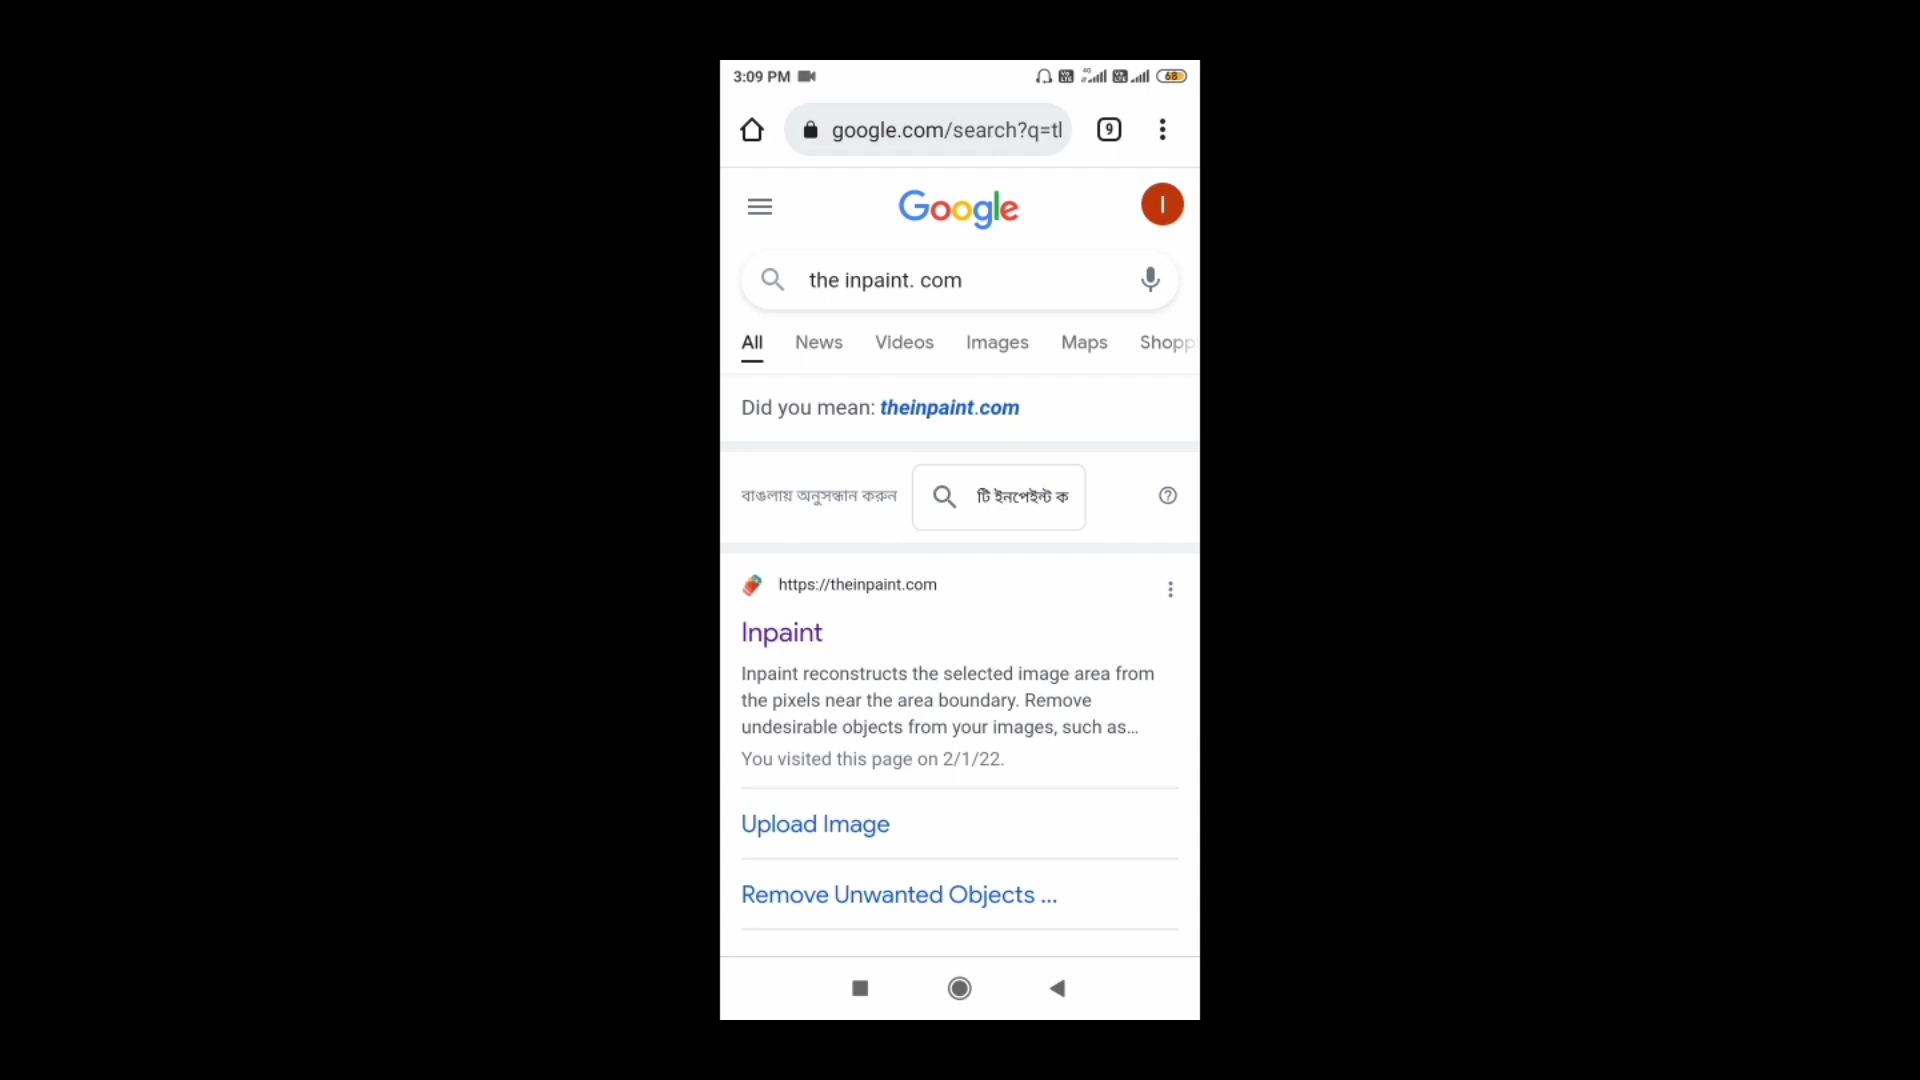 3:09 PM
4G
68
google.com/search?q=tl
9
Google
I
the inpaint. com
All News Videos Images Maps Shopp
Did you mean: theinpaint.com
বাঙলায় অনুসন্ধান করুন
টি ইনপেইন্ট ক
https://theinpaint.com
Inpaint
Inpaint reconstructs the selected image area from
the pixels near the area boundary. Remove
undesirable objects from your images, such as...
You visited this page on 2/1/22.
Upload Image
Remove Unwanted Objects ...